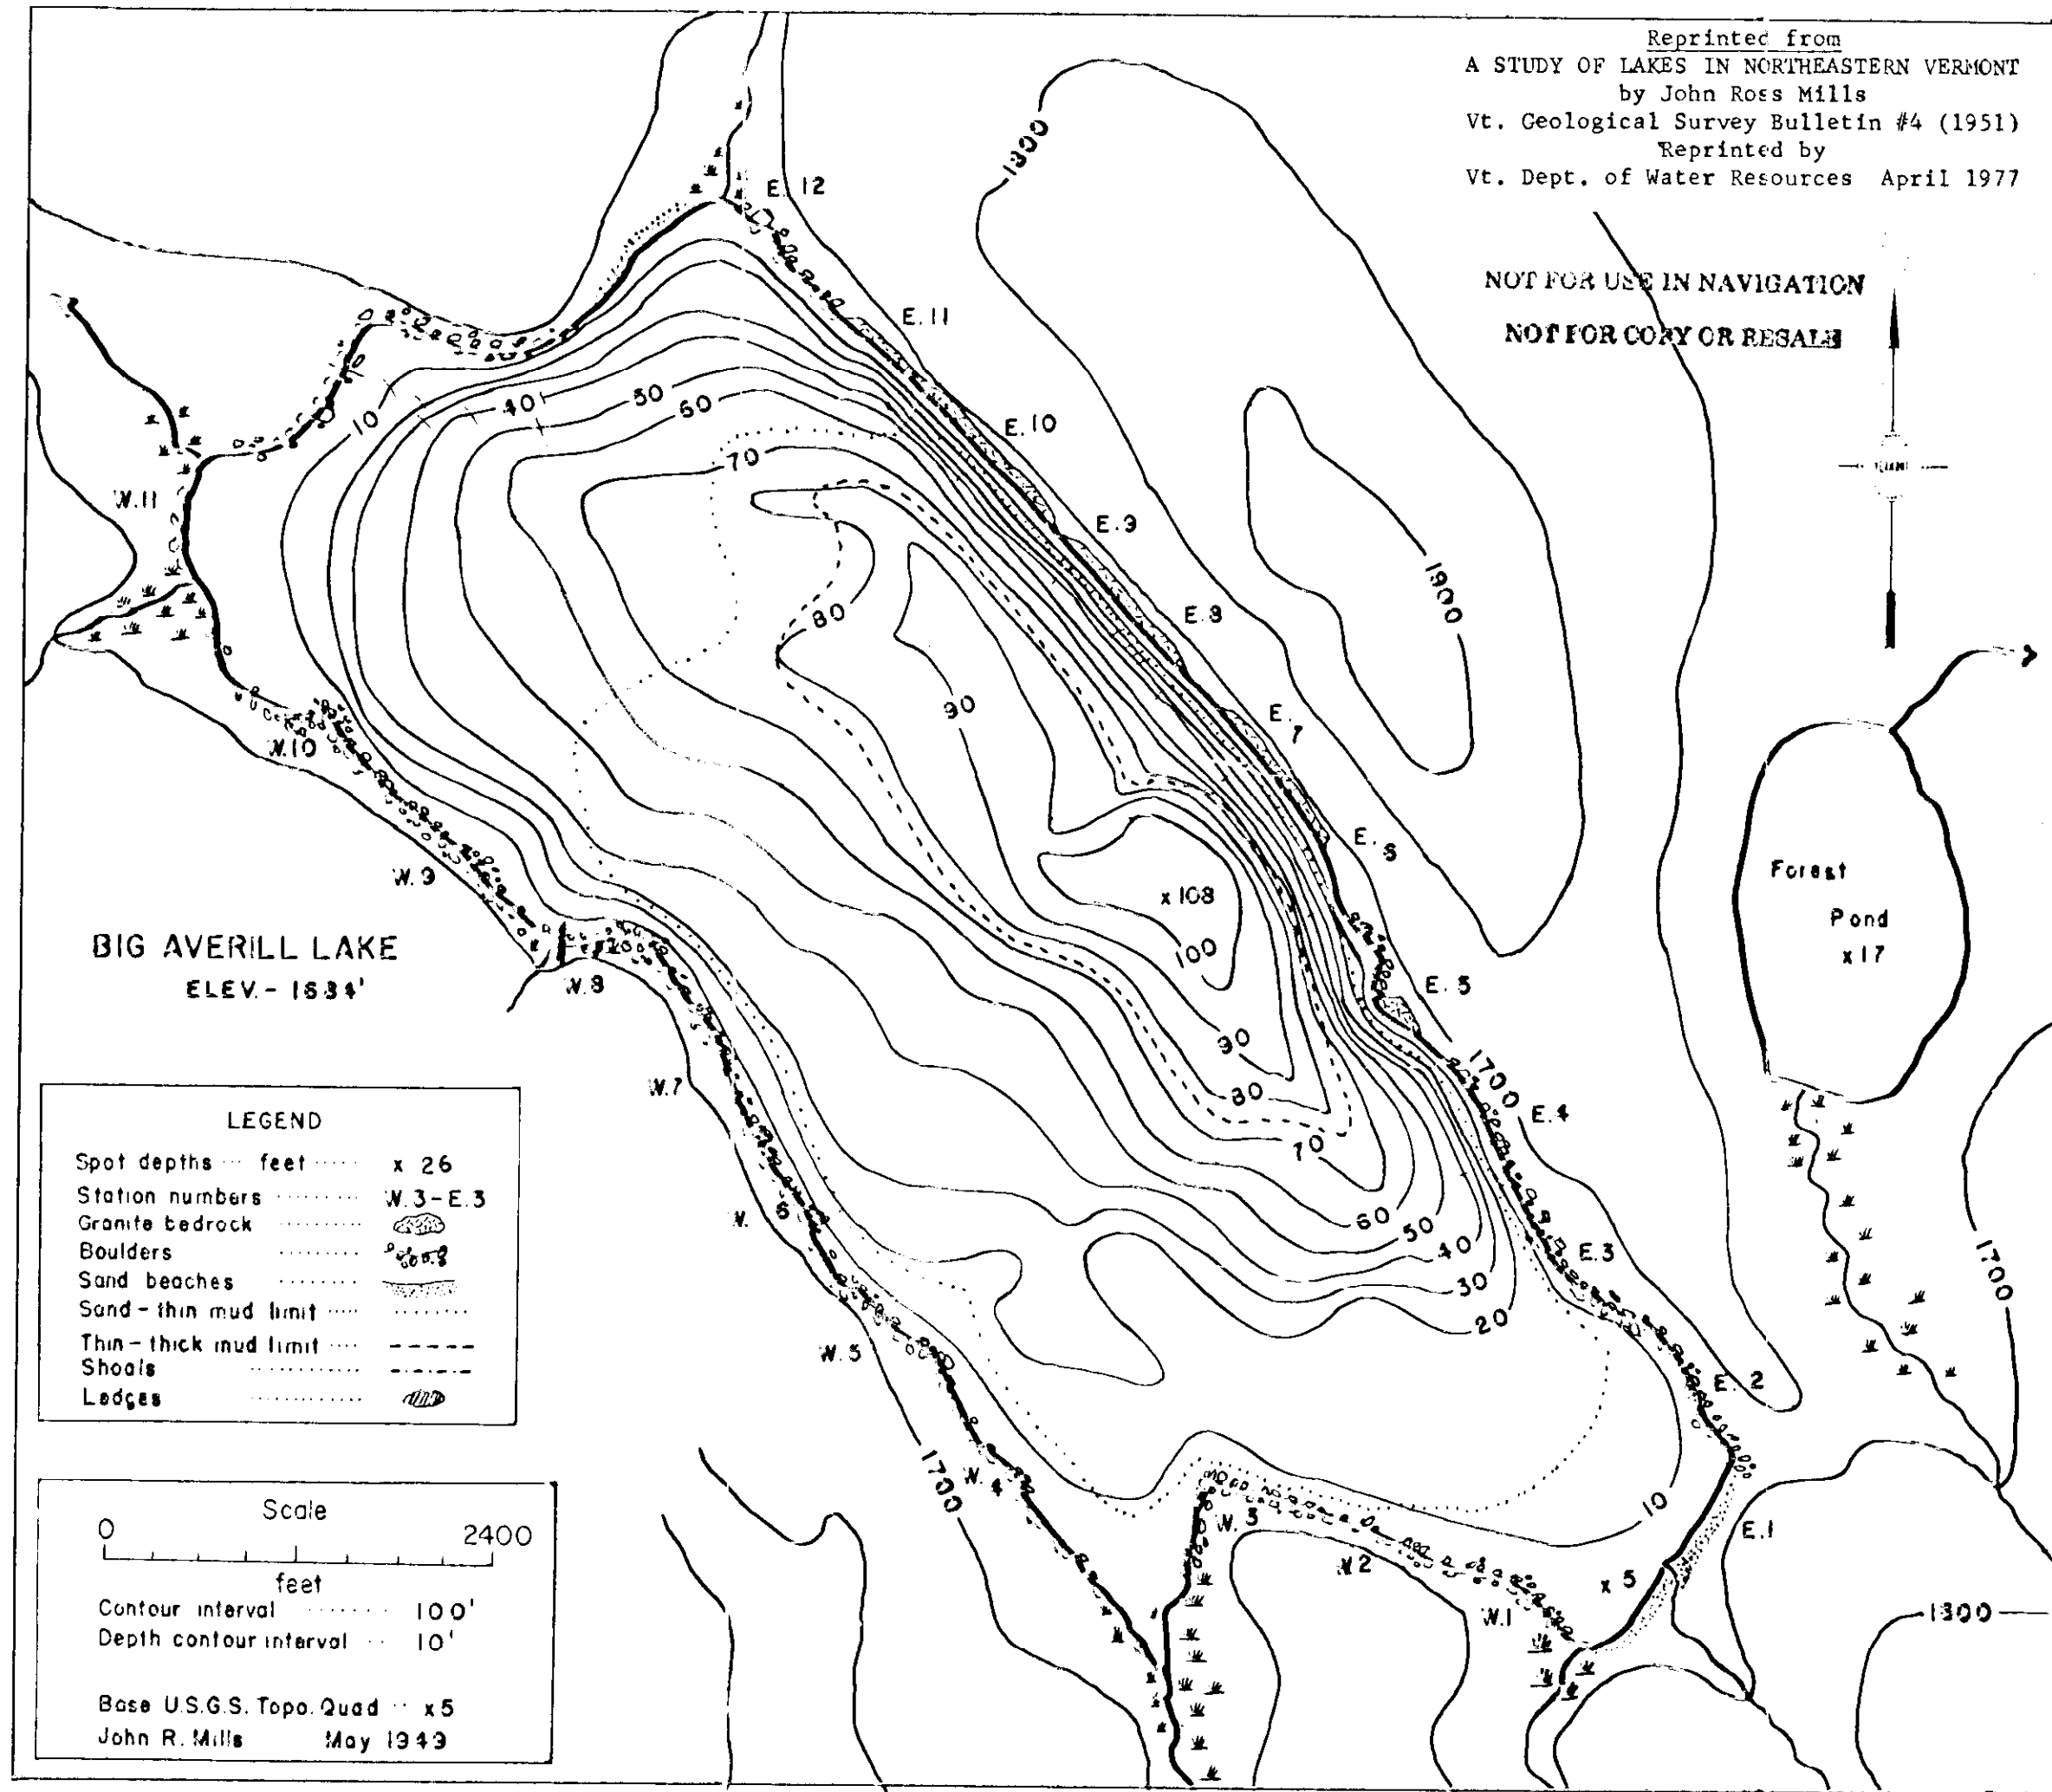 Reprinted from
A STUDY OF LAKES IN NORTHEASTERN VERMONT
by John Ross Mills
Vt. Geological Survey Bulletin #4 (1951)
Reprinted by
Vt. Dept. of Water Resources April 1977
NOT FOR USE IN NAVIGATION
NOT FOR COPY OR RESALE
1800
E. 12
E. 11
E. 10
E. 9
E. 8
E. 7
E. 6
E. 5
1700
E. 4
E. 3
E. 2
E. 1
1900
10
40
50
60
70
80
90
x 108
100
90
80
70
60
50
40
30
20
10
x 5
W. 11
W. 10
W. 9
W. 8
W. 7
W. 6
W. 5
W. 4
W. 3
W. 2
W. 1
1700
1700
1800
Forest
Pond
x 17
BIG AVERILL LAKE
ELEV. - 1684'
LEGEND
Spot depths ... feet ..... x 26
Station numbers ......... W. 3 - E. 3
Granite bedrock .........
Boulders ........
Sand beaches ........
Sand - thin mud limit .....
Thin - thick mud limit ....
Shoals ...........
Ledges ...........
Scale
0 2400
feet
Contour interval ........ 100'
Depth contour interval .. 10'
Base U.S.G.S. Topo. Quad .. x 5
John R. Mills May 1949